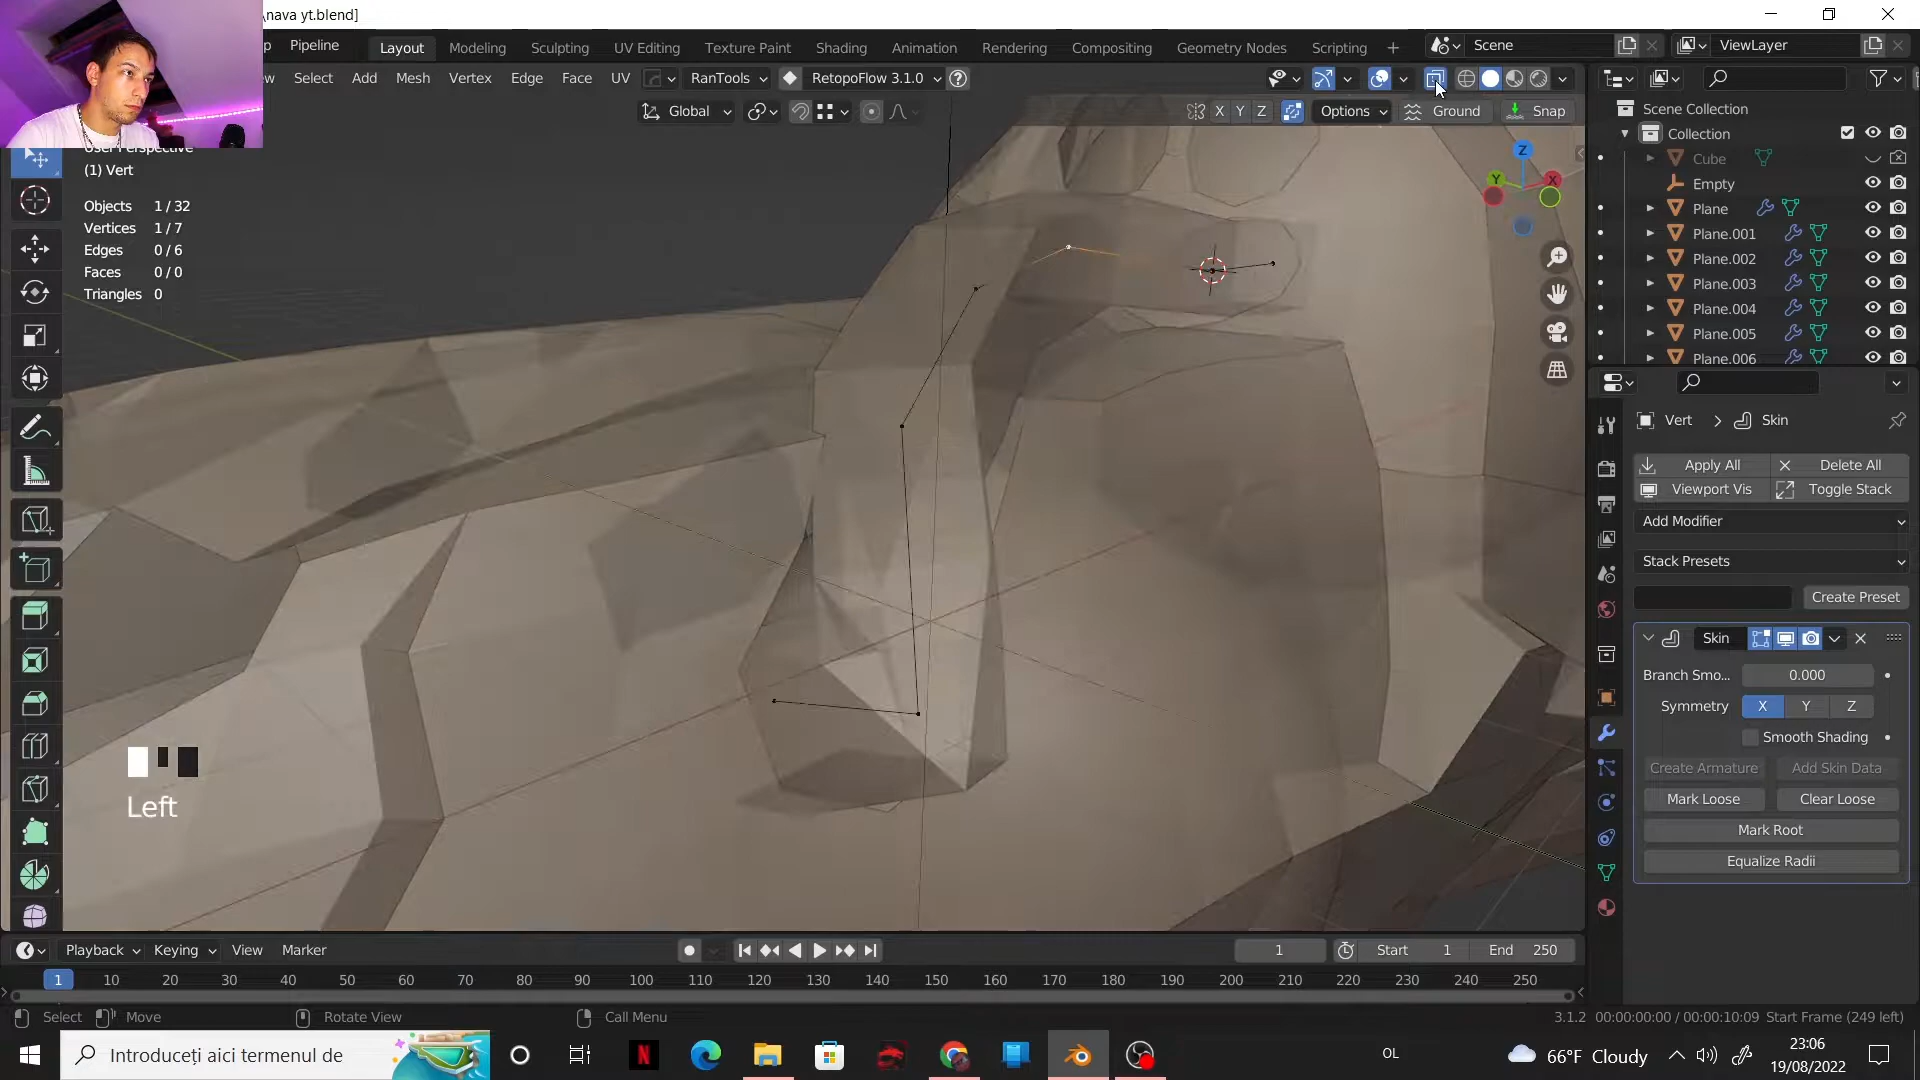 \nava yt.blend]
p Pipeline Layout Modeling Sculpting UV Editing Texture Paint Shading Animation Rendering Compositing Geometry Nodes Scripting + Scene ViewLayer
ew Select Add Mesh Vertex Edge Face UV RanTools RetopoFlow 3.1.0
Global X Y Z Options Ground Snap
(1) Vert
Objects 1 / 32
Vertices 1 / 7
Edges 0 / 6
Faces 0 / 0
Triangles 0
Z
Y X
Left
Scene Collection
Collection
Cube
Empty
Plane
Plane.001
Plane.002
Plane.003
Plane.004
Plane.005
Plane.006
Vert > Skin
Apply All Delete All
Viewport Vis Toggle Stack
Add Modifier
Stack Presets
Create Preset
Skin
Branch Smo... 0.000
Symmetry X Y Z
Smooth Shading
Create Armature Add Skin Data
Mark Loose Clear Loose
Mark Root
Equalize Radii
Playback Keying View Marker 1 Start 1 End 250
1 10 20 30 40 50 60 70 80 90 100 110 120 130 140 150 160 170 180 190 200 210 220 230 240 250
Select Move Rotate View Call Menu 3.1.2 00:00:00:00 / 00:00:10:09 Start Frame (249 left)
Introduceți aici termenul de OL 66°F Cloudy 23:06
19/08/2022